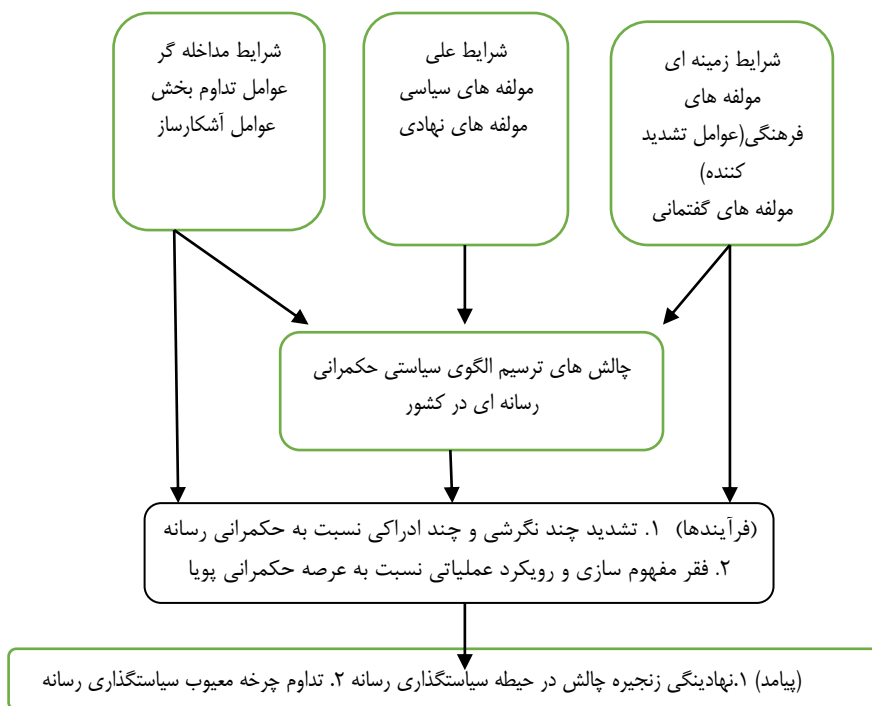 شرایط زمینه ای
مولفه های
فرهنگی(عوامل تشدید
کننده)
مولفه های گفتمانی
شرایط علی
مولفه های سیاسی
مولفه های نهادی
شرایط مداخله گر
عوامل تداوم بخش
عوامل آشکارساز
چالش های ترسیم الگوی سیاستی حکمرانی
رسانه ای در کشور
(فرآیندها) ۱. تشدید چند نگرشی و چند ادراکی نسبت به حکمرانی رسانه
۲. فقر مفهوم سازی و رویکرد عملیاتی نسبت به عرصه حکمرانی پویا
(پیامد) ۱.نهادینگی زنجیره چالش در حیطه سیاستگذاری رسانه ۲. تداوم چرخه معیوب سیاستگذاری رسانه